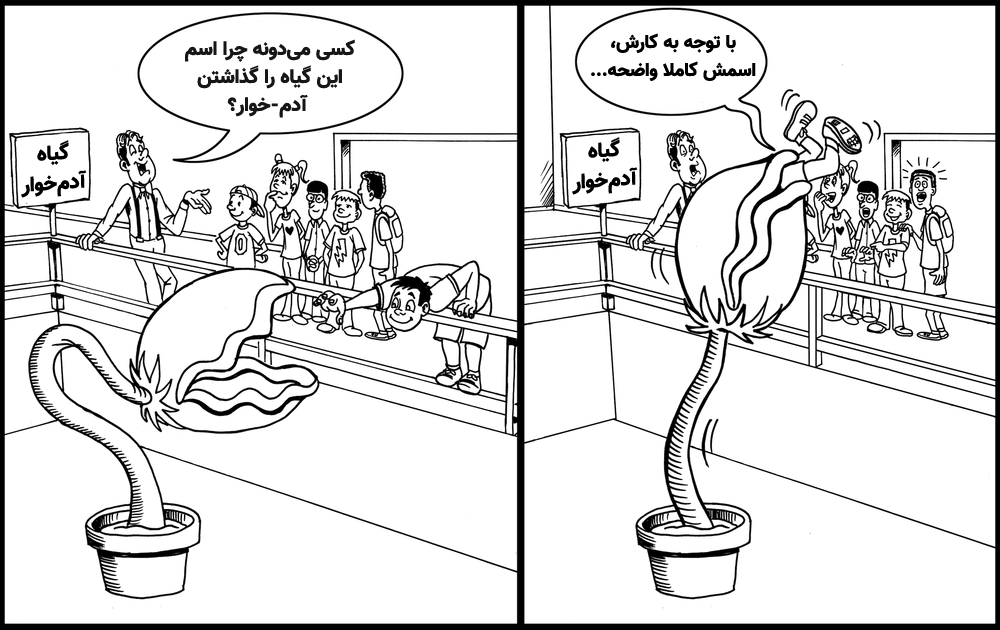 کسی می‌دونه چرا اسم
این گیاه را گذاشتن
آدم-خوار؟
گیاه
آدم‌خوار
با توجه به کارش،
اسمش کاملا واضحه...
گیاه
آدم‌خوار